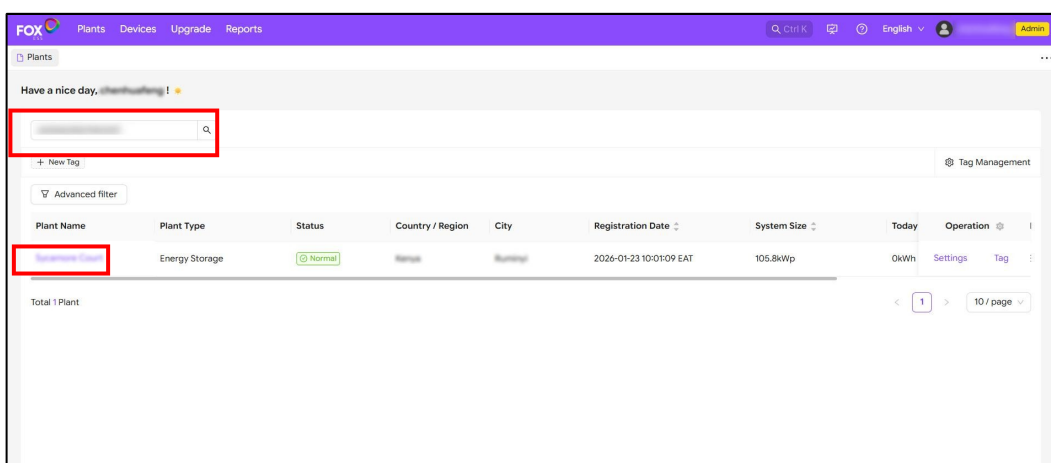 FOX ESS Plants Devices Upgrade Reports Ctrl K English Admin
Plants
Have a nice day, !
+ New Tag Tag Management
Advanced filter
Plant Name Plant Type Status Country / Region City Registration Date System Size Today Operation
Energy Storage Normal 2026-01-23 10:01:09 EAT 105.8kWp 0kWh Settings Tag
Total 1 Plant < 1 > 10 / page